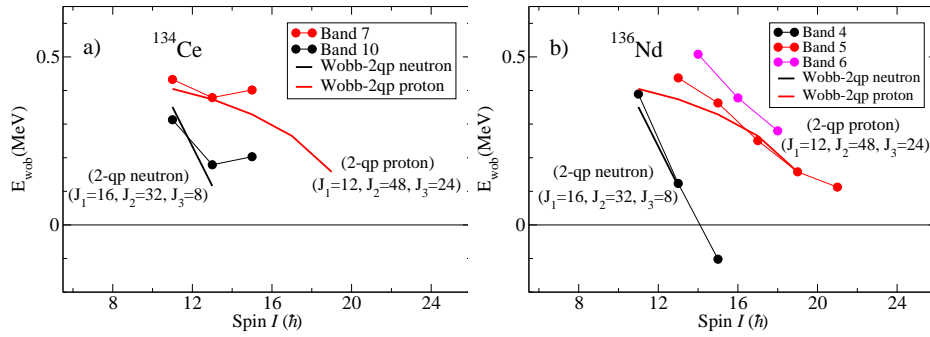 a)
134Ce
Band 7
Band 10
Wobb-2qp neutron
Wobb-2qp proton
(2-qp neutron)
(J1=16, J2=32, J3=8)
(2-qp proton)
(J1=12, J2=48, J3=24)
0.5
0
Ewob(MeV)
8 12 16 20 24
Spin I (ħ)
b)
136Nd
Band 4
Band 5
Band 6
Wobb-2qp neutron
Wobb-2qp proton
(2-qp proton)
(J1=12, J2=48, J3=24)
(2-qp neutron)
(J1=16, J2=32, J3=8)
0.5
0
Ewob(MeV)
8 12 16 20 24
Spin I (ħ)